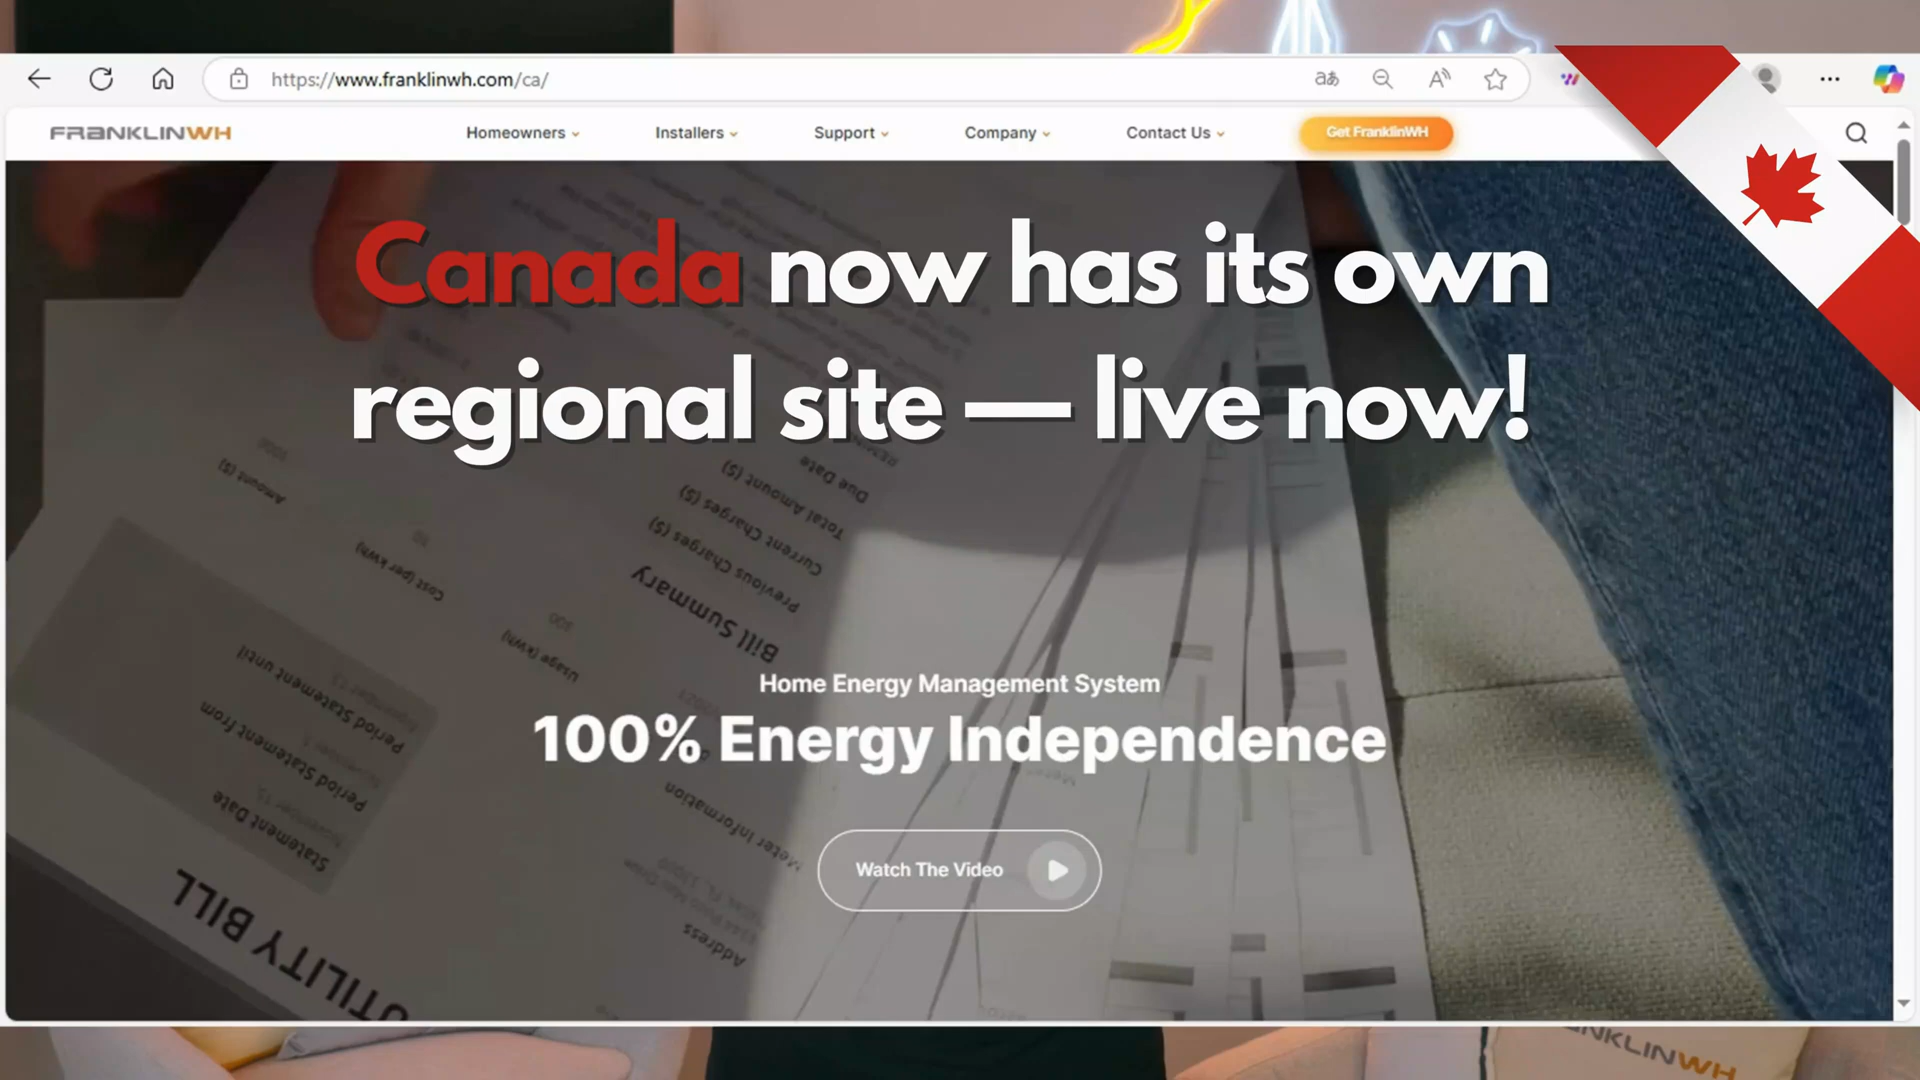 https://www.franklinwh.com/ca/
FRANKLINWH
Homeowners
Installers
Support
Company
Contact Us
Get FranklinWH
Canada now has its own
regional site — live now!
Due Date
Total Amount ($)
Current Charges ($)
Previous Charges ($)
Bill Summary
Amount ($)
Cost (per kWh)
Usage (kWh)
Period Statement until
Period Statement from
Statement Date
Home Energy Management System
100% Energy Independence
Meter Information
Watch The Video
Address
UTILITY BILL
NKLINWH